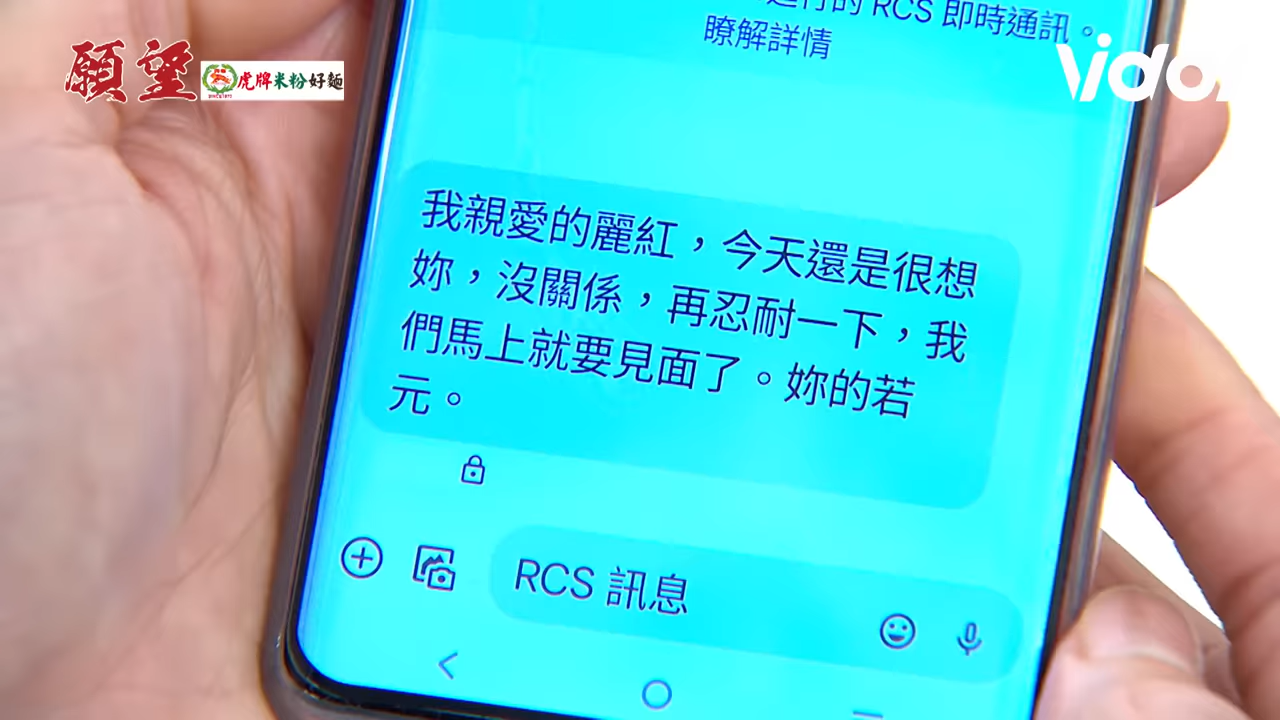 願望
虎牌米粉好麵
的 RCS 即時通訊。
瞭解詳情
我親愛的麗紅，今天還是很想
妳，沒關係，再忍耐一下，我
們馬上就要見面了。妳的若
元。
RCS 訊息